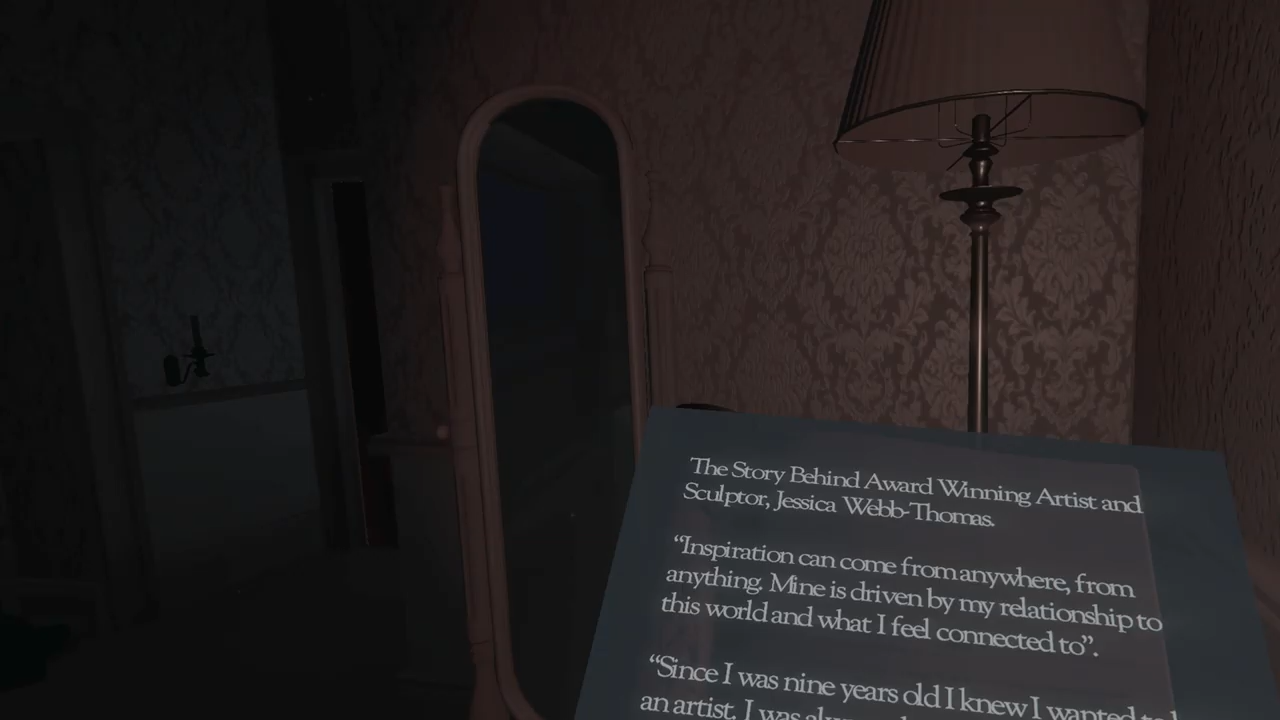 The Story Behind Award Winning Artist and
Sculptor, Jessica Webb-Thomas.
“Inspiration can come from anywhere, from
anything. Mine is driven by my relationship to
this world and what I feel connected to”.
“Since I was nine years old I knew I wanted
an artist. I was